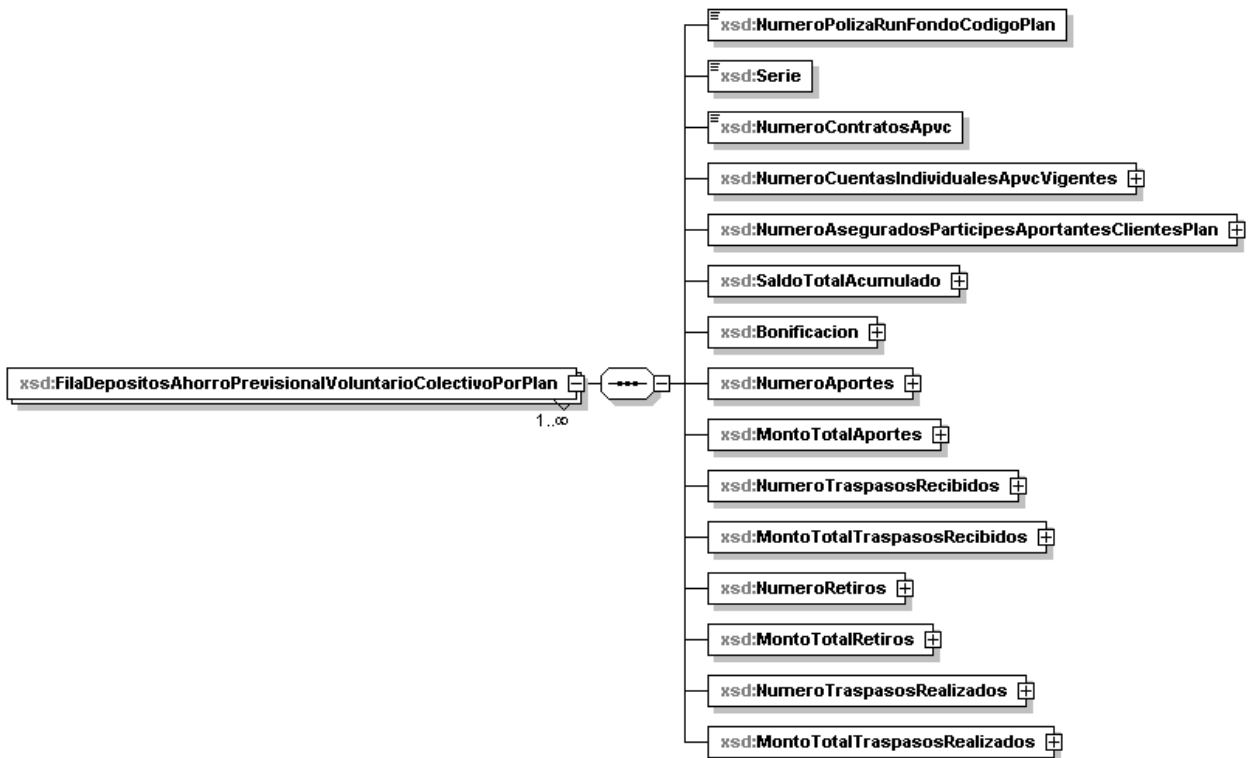 xsd:NumeroPolizaRunFondoCodigoPlan
xsd:Serie
xsd:NumeroContratosApvc
xsd:NumeroCuentasIndividualesApvcVigentes
xsd:NumeroAseguradosParticipesAportantesClientesPlan
xsd:SaldoTotalAcumulado
xsd:Bonificacion
xsd:FilaDepositosAhorroPrevisionalVoluntarioColectivoPorPlan
1..∞
xsd:NumeroAportes
xsd:MontoTotalAportes
xsd:NumeroTraspasosRecibidos
xsd:MontoTotalTraspasosRecibidos
xsd:NumeroRetiros
xsd:MontoTotalRetiros
xsd:NumeroTraspasosRealizados
xsd:MontoTotalTraspasosRealizados